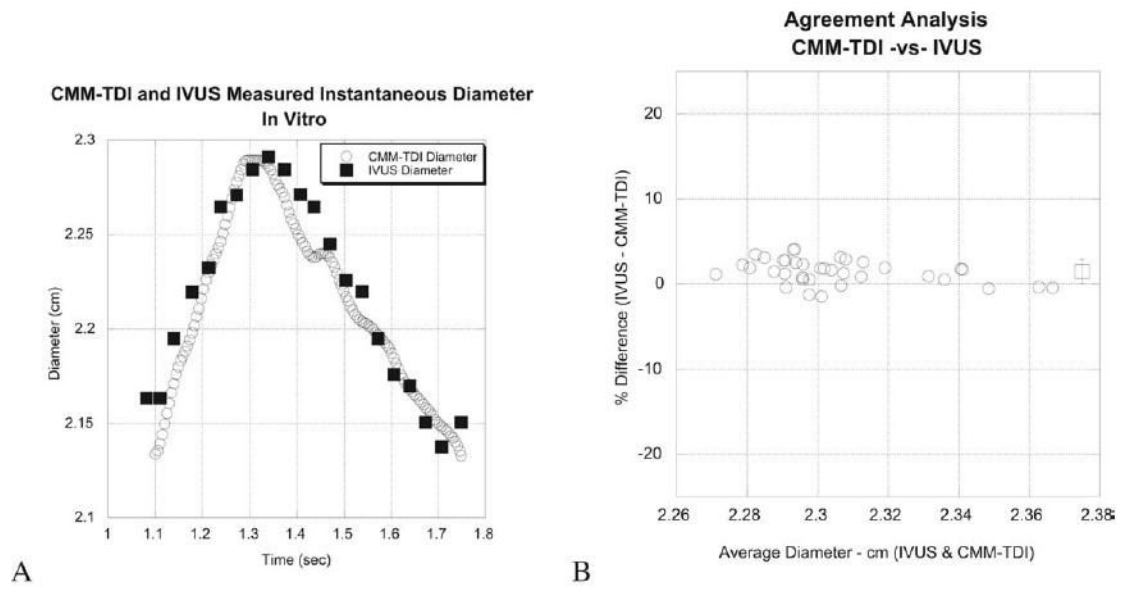 CMM-TDI and IVUS Measured Instantaneous Diameter
In Vitro
2.3
2.25
2.2
2.15
2.1
Diameter (cm)
CMM-TDI Diameter
IVUS Diameter
1 1.1 1.2 1.3 1.4 1.5 1.6 1.7 1.8
Time (sec)
A
Agreement Analysis
CMM-TDI -vs- IVUS
20
10
0
-10
-20
% Difference (IVUS - CMM-TDI)
2.26 2.28 2.3 2.32 2.34 2.36 2.38
Average Diameter - cm (IVUS & CMM-TDI)
B